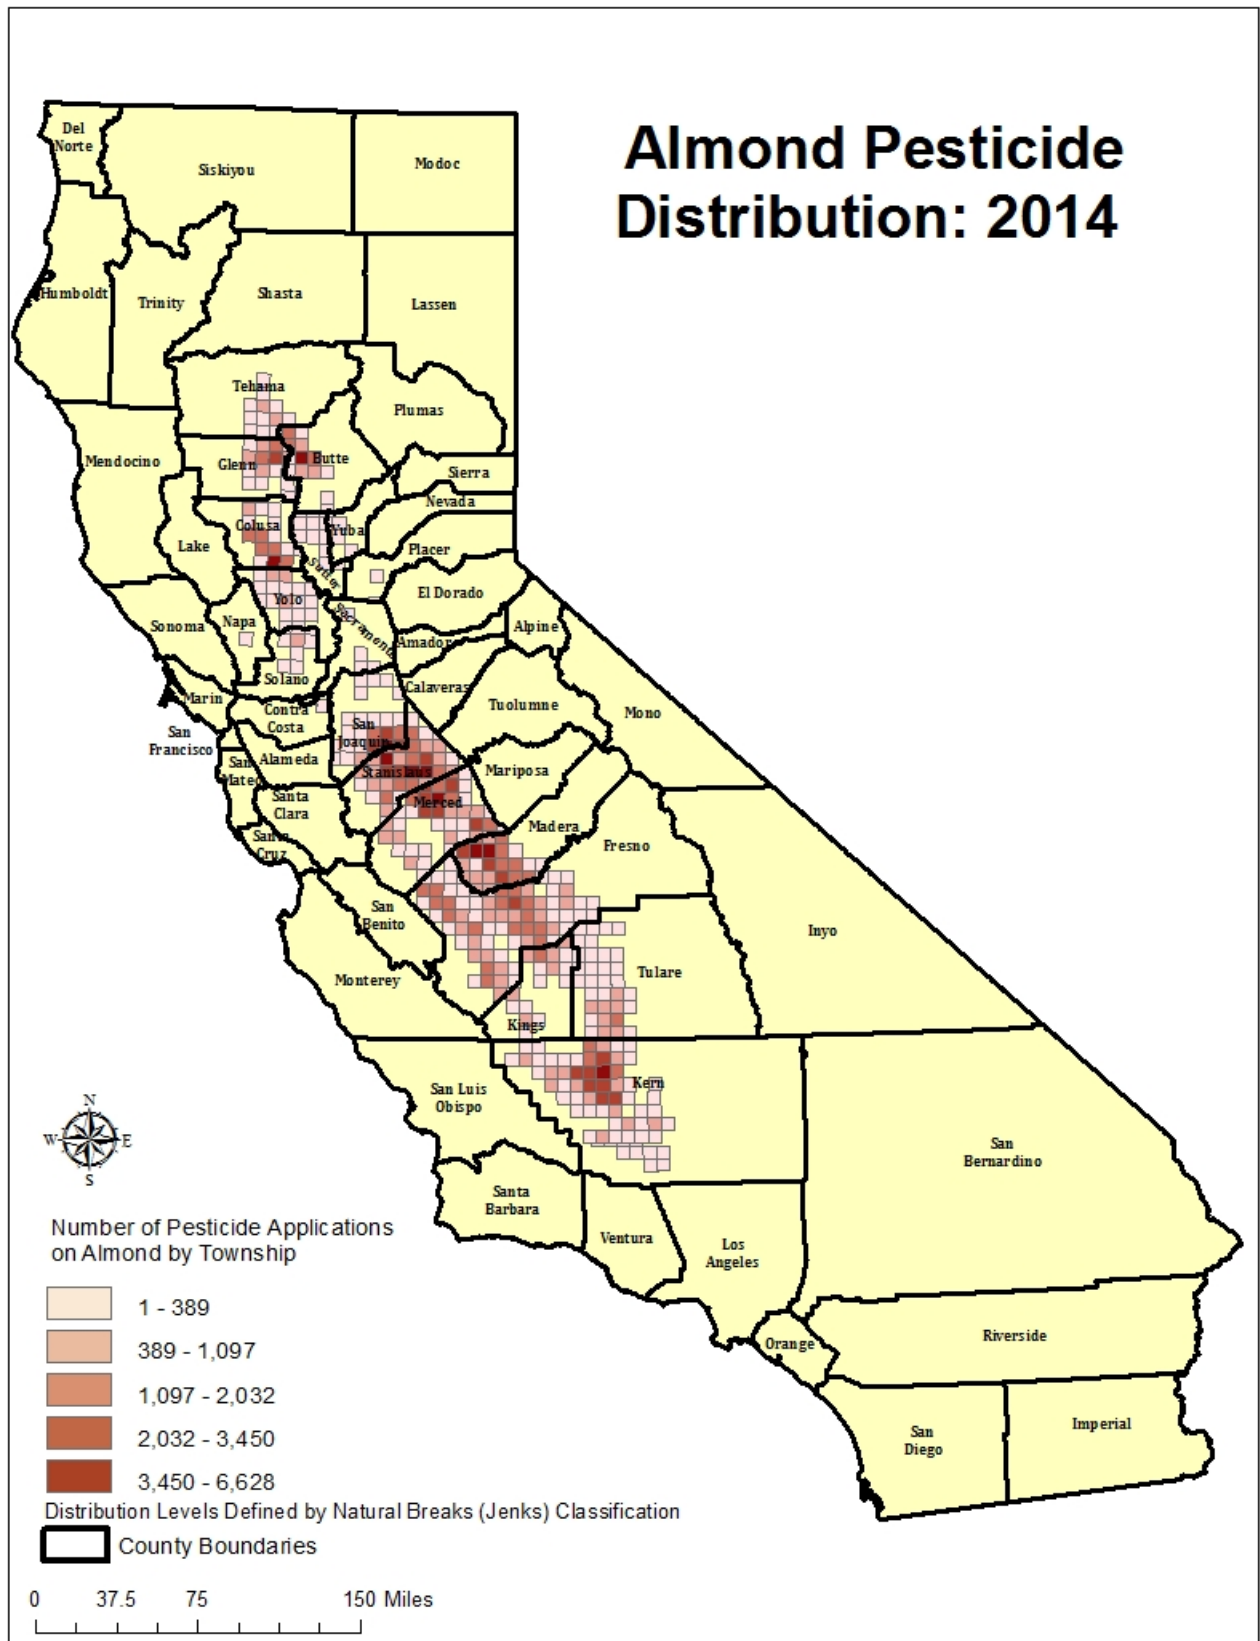 Almond Pesticide
Distribution: 2014
Del
Norte
Siskiyou
Modoc
Humboldt
Trinity
Shasta
Lassen
Tehama
Plumas
Mendocino
Glenn
Butte
Sierra
Nevada
Colusa
Yuba
Lake
Placer
Sutter
El Dorado
Yolo
Sonoma
Napa
Sacramento
Alpine
Amador
Solano
Calaveras
Marin
Contra
Costa
Tuolumne
Mono
San
Francisco
San
Joaquin
Alameda
San
Mateo
Stanislaus
Mariposa
Santa
Clara
Merced
Madera
Santa
Cruz
Fresno
San
Benito
Inyo
Monterey
Tulare
Kings
San Luis
Obispo
Kern
San
Bernardino
Santa
Barbara
Ventura
Los
Angeles
Orange
Riverside
San
Diego
Imperial
N
W
E
S
Number of Pesticide Applications
on Almond by Township
1 - 389
389 - 1,097
1,097 - 2,032
2,032 - 3,450
3,450 - 6,628
Distribution Levels Defined by Natural Breaks (Jenks) Classification
County Boundaries
0 37.5 75 150 Miles